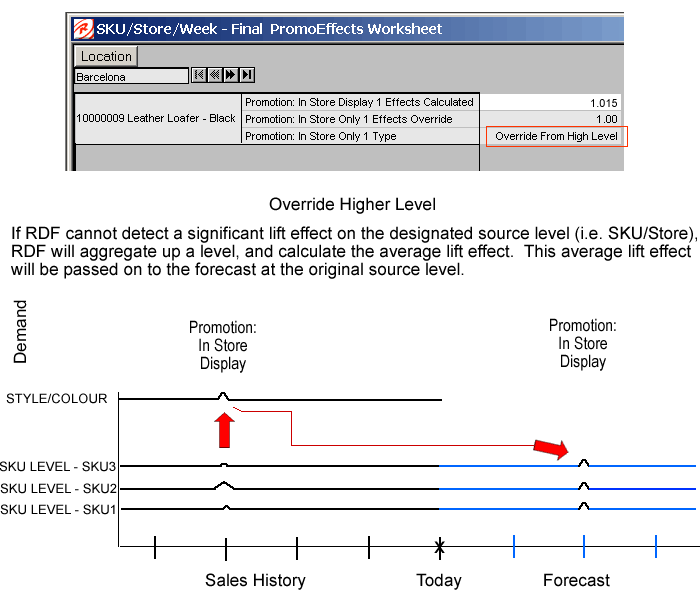 SKU/Store/Week - Final PromoEffects Worksheet
Location
Barcelona
10000009 Leather Loafer - Black
Promotion: In Store Display 1 Effects Calculated 1.015
Promotion: In Store Only 1 Effects Override 1.00
Promotion: In Store Only 1 Type Override From High Level
Override Higher Level
If RDF cannot detect a significant lift effect on the designated source level (i.e. SKU/Store),
RDF will aggregate up a level, and calculate the average lift effect. This average lift effect
will be passed on to the forecast at the original source level.
Demand
Promotion:
In Store
Display
Promotion:
In Store
Display
STYLE/COLOUR
SKU LEVEL - SKU3
SKU LEVEL - SKU2
SKU LEVEL - SKU1
Sales History Today Forecast